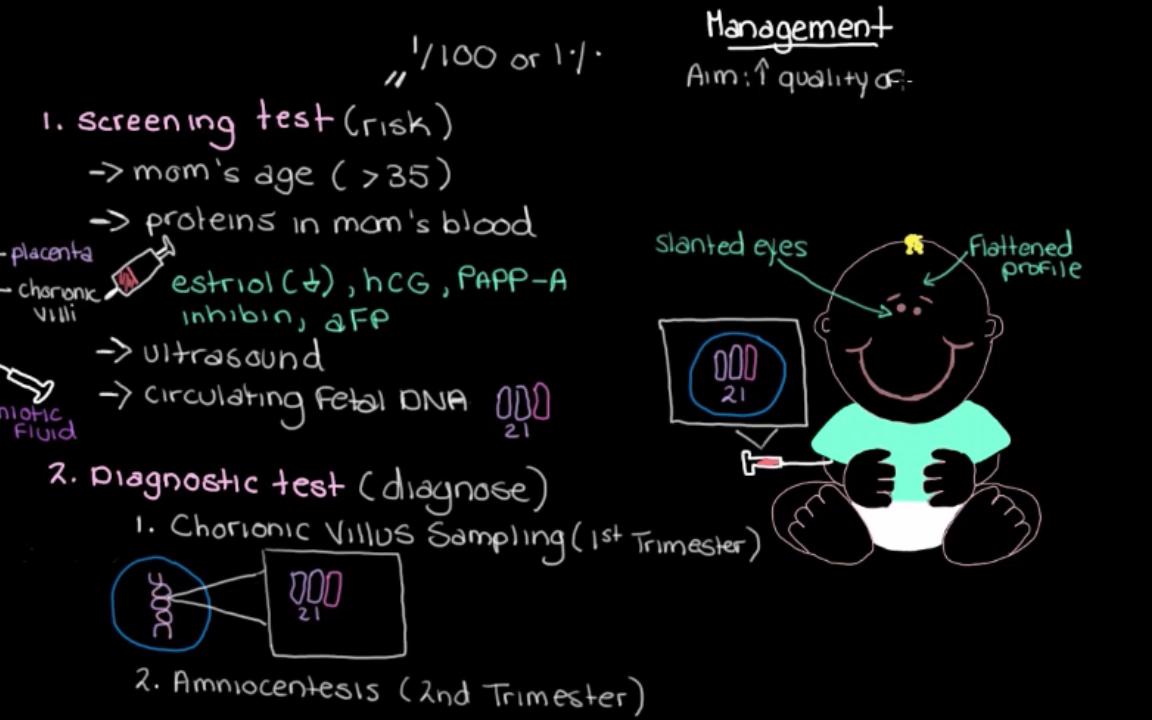 Management
1/100 or 1%
Aim: ↑ quality of
1. Screening test (risk)
-> mom's age ( >35)
-> proteins in mom's blood
placenta
chorionic
villi
estriol (↓), hCG, PAPP-A
inhibin, aFP
-> ultrasound
-> circulating Fetal DNA
21
niotic
Fluid
slanted eyes
Flattened
profile
21
2. Diagnostic test (diagnose)
1. Chorionic Villus Sampling (1st Trimester)
21
2. Amniocentesis (2nd Trimester)